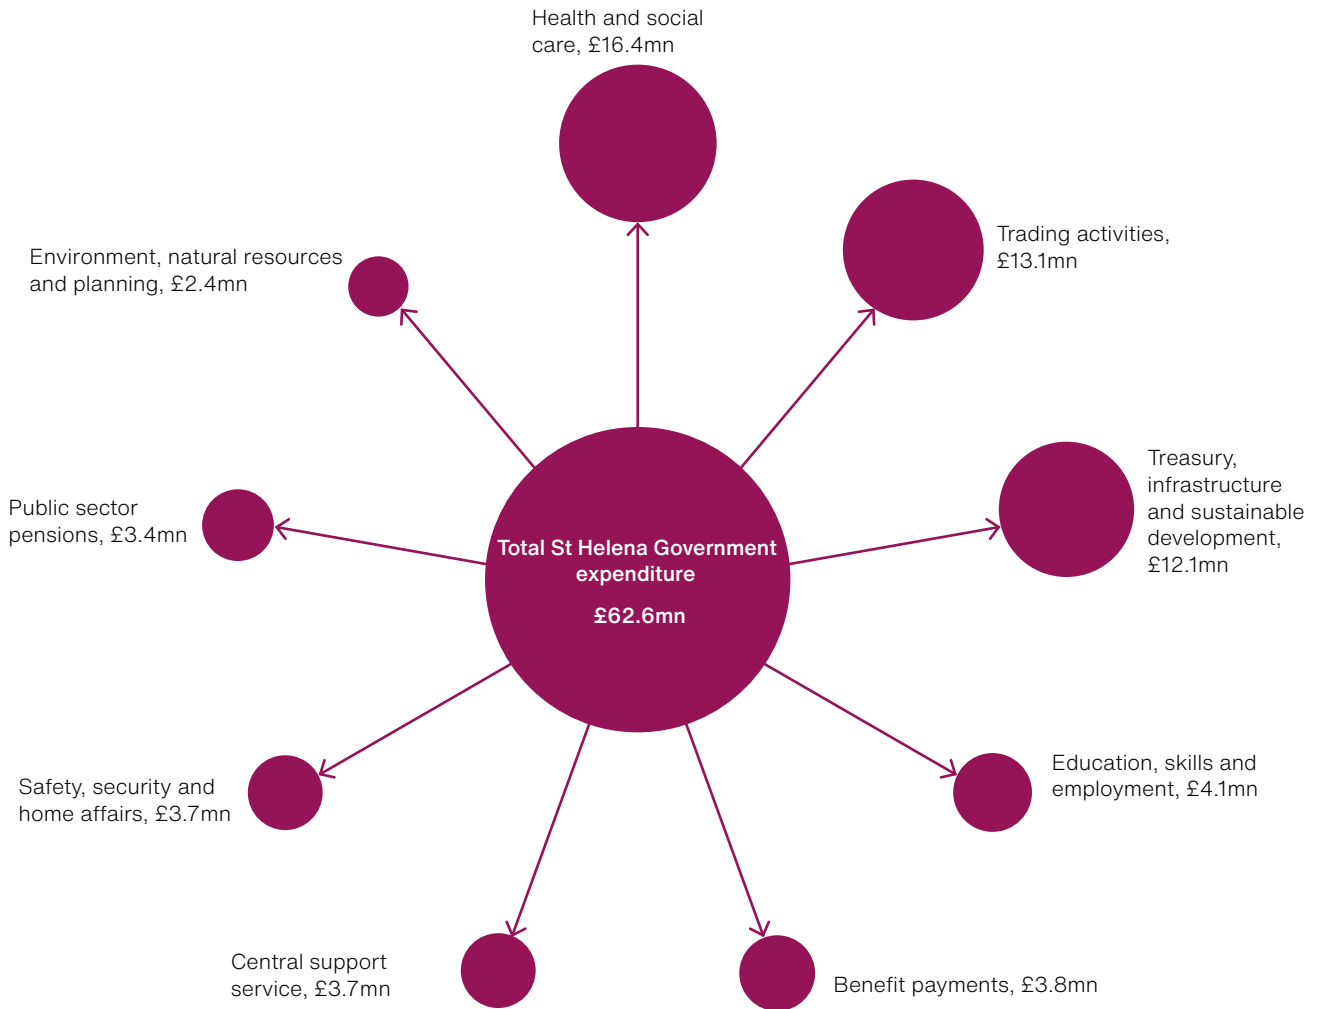 Health and social
care, £16.4mn
Trading activities,
£13.1mn
Environment, natural resources
and planning, £2.4mn
Treasury,
infrastructure
and sustainable
development,
£12.1mn
Public sector
pensions, £3.4mn
Total St Helena Government
expenditure
£62.6mn
Education, skills and
employment, £4.1mn
Safety, security and
home affairs, £3.7mn
Central support
service, £3.7mn
Benefit payments, £3.8mn